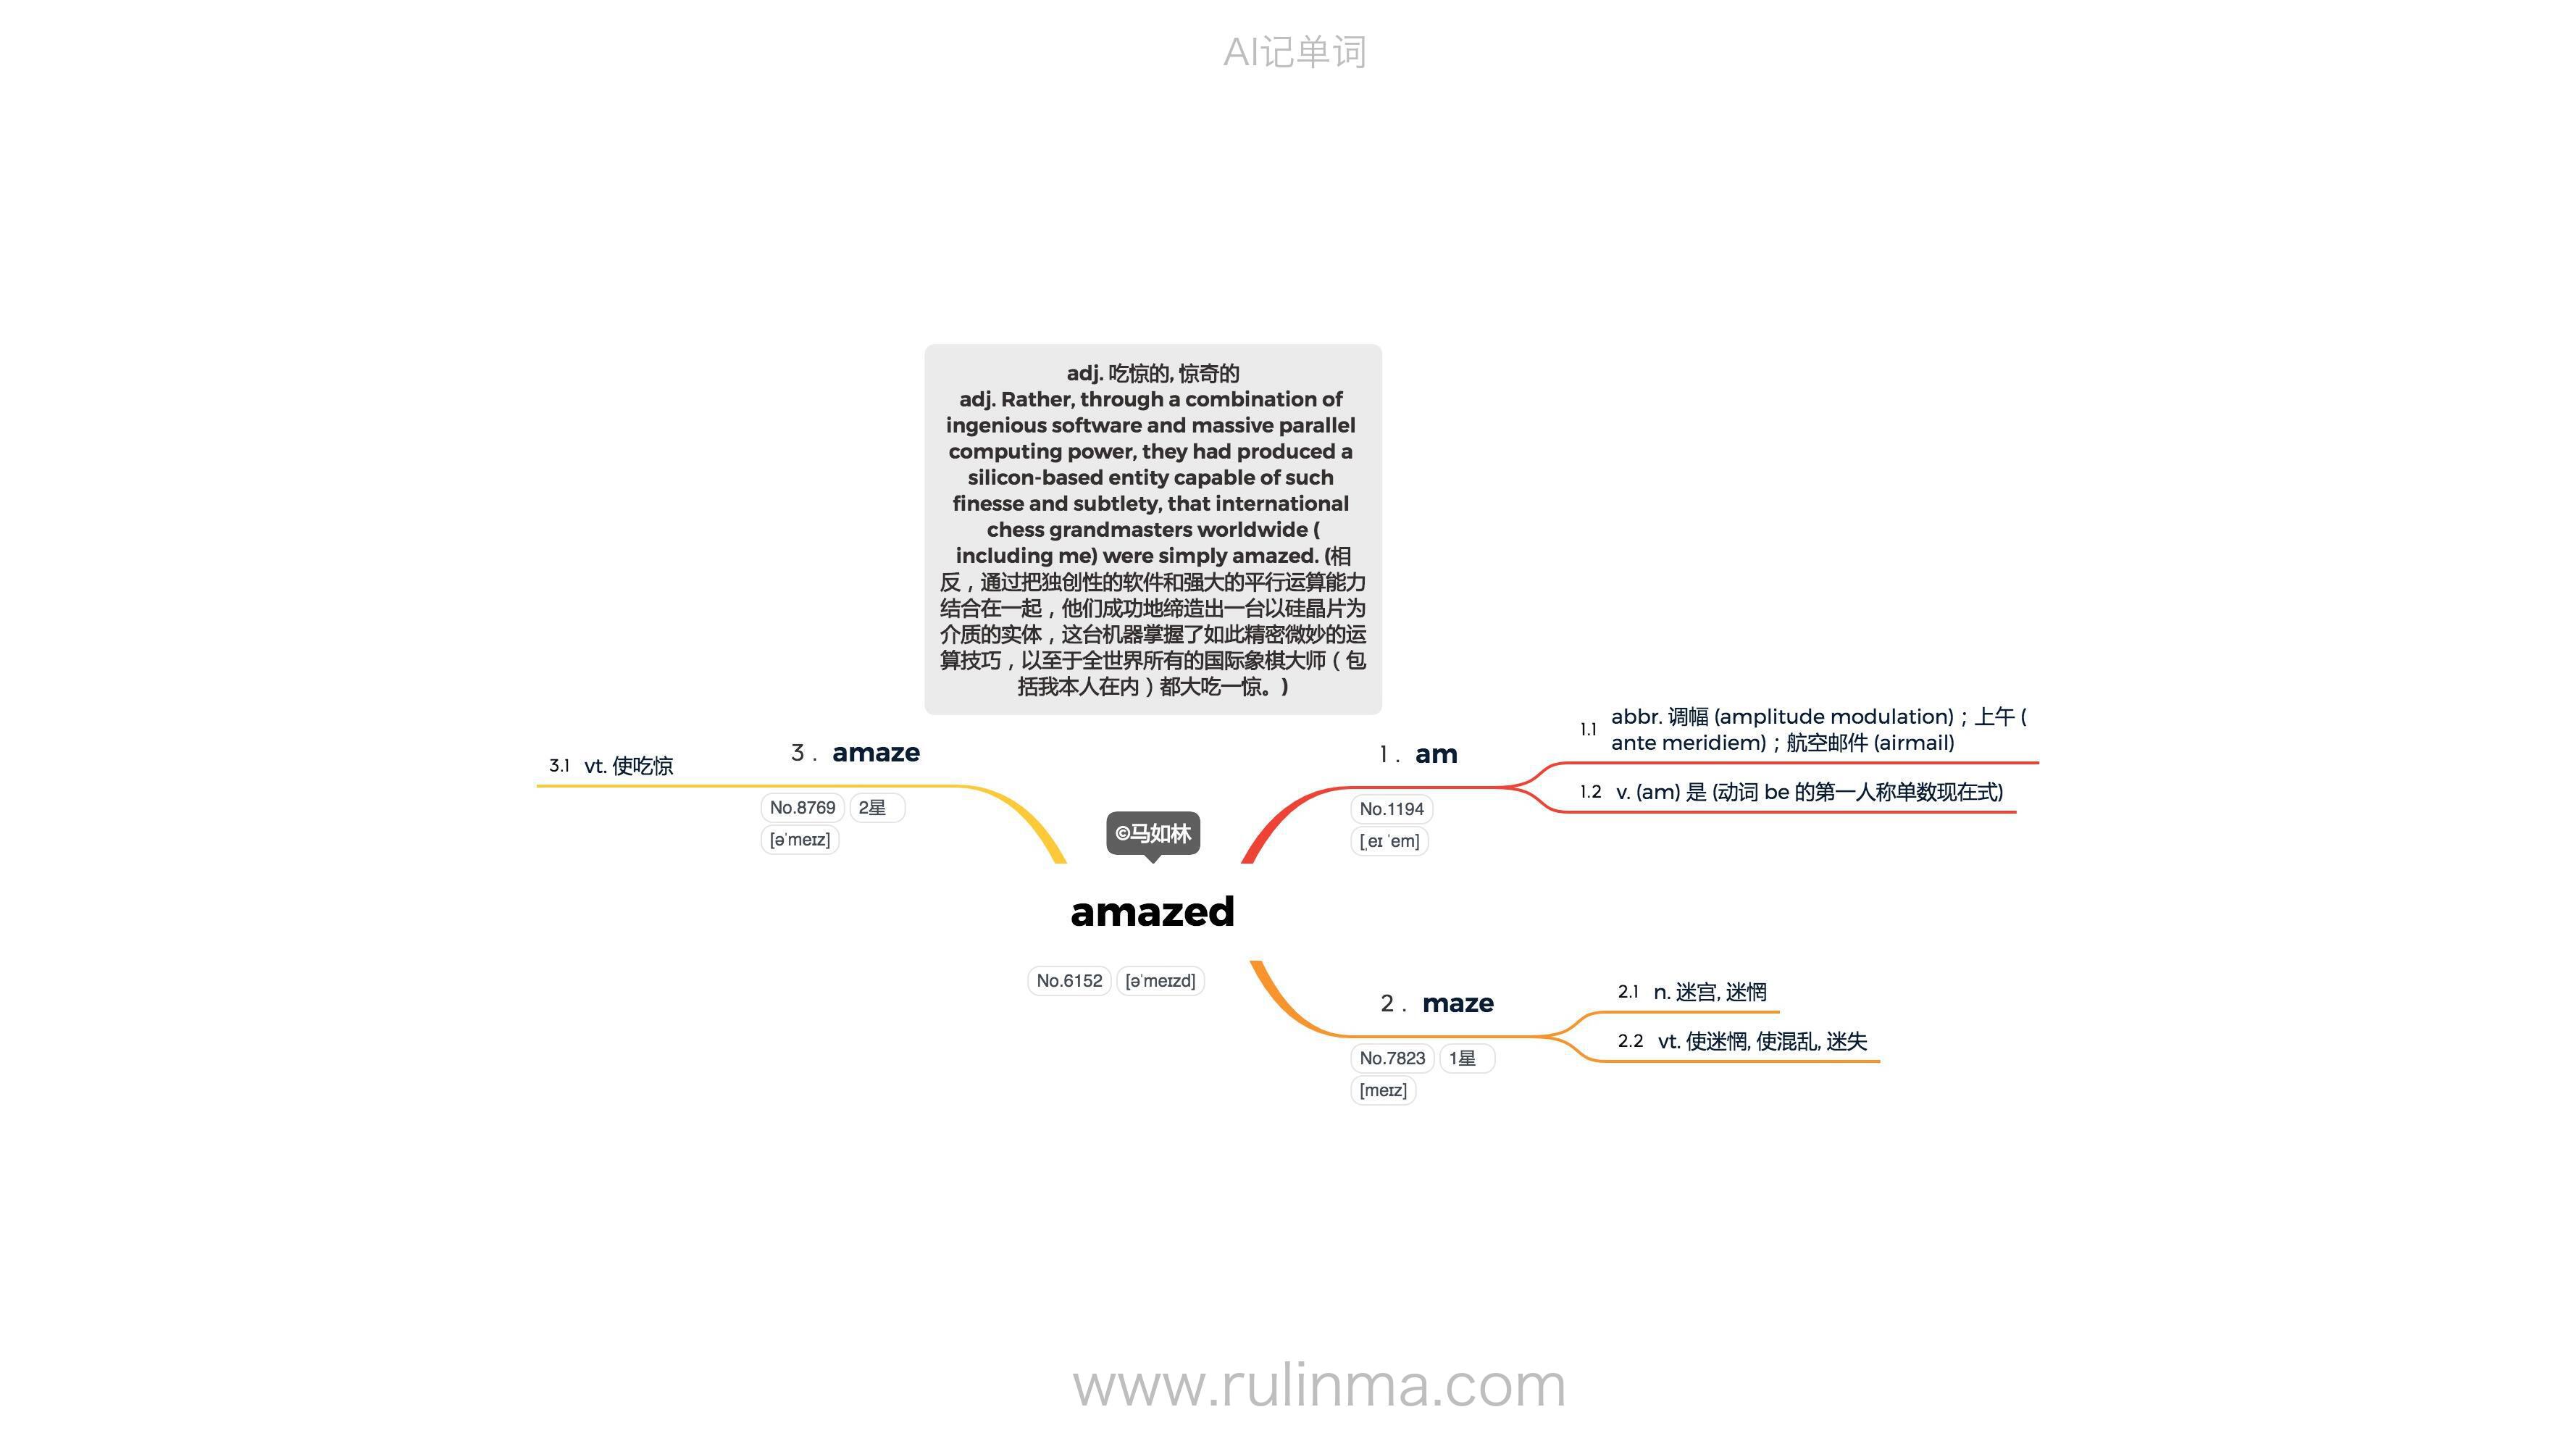 AI记单词
adj. 吃惊的, 惊奇的
adj. Rather, through a combination of
ingenious software and massive parallel
computing power, they had produced a
silicon-based entity capable of such
finesse and subtlety, that international
chess grandmasters worldwide (
including me) were simply amazed. (相
反，通过把独创性的软件和强大的平行运算能力
结合在一起，他们成功地缔造出一台以硅晶片为
介质的实体，这台机器掌握了如此精密微妙的运
算技巧，以至于全世界所有的国际象棋大师（包
括我本人在内）都大吃一惊。)
©马如林
amazed
No.6152 [əˈmeɪzd]
1. am
No.1194
[ˌeɪ ˈem]
1.1 abbr. 调幅 (amplitude modulation)；上午 (
ante meridiem)；航空邮件 (airmail)
1.2 v. (am) 是 (动词 be 的第一人称单数现在式)
2. maze
No.7823 1星
[meɪz]
2.1 n. 迷宫, 迷惘
2.2 vt. 使迷惘, 使混乱, 迷失
3. amaze
No.8769 2星
[əˈmeɪz]
3.1 vt. 使吃惊
www.rulinma.com